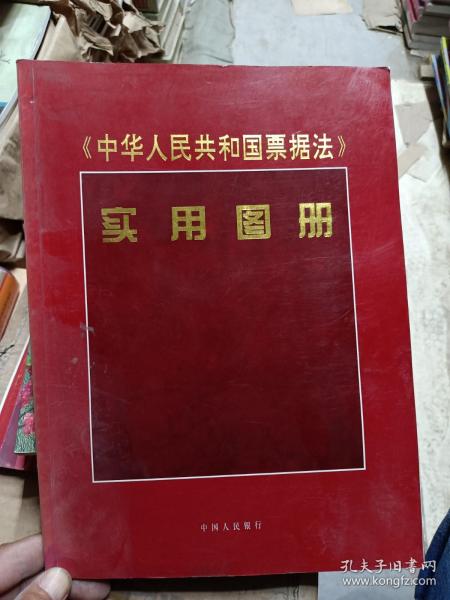 《中华人民共和国票据法》
实用图册
中国人民银行
孔夫子旧书网
www.kongfz.com